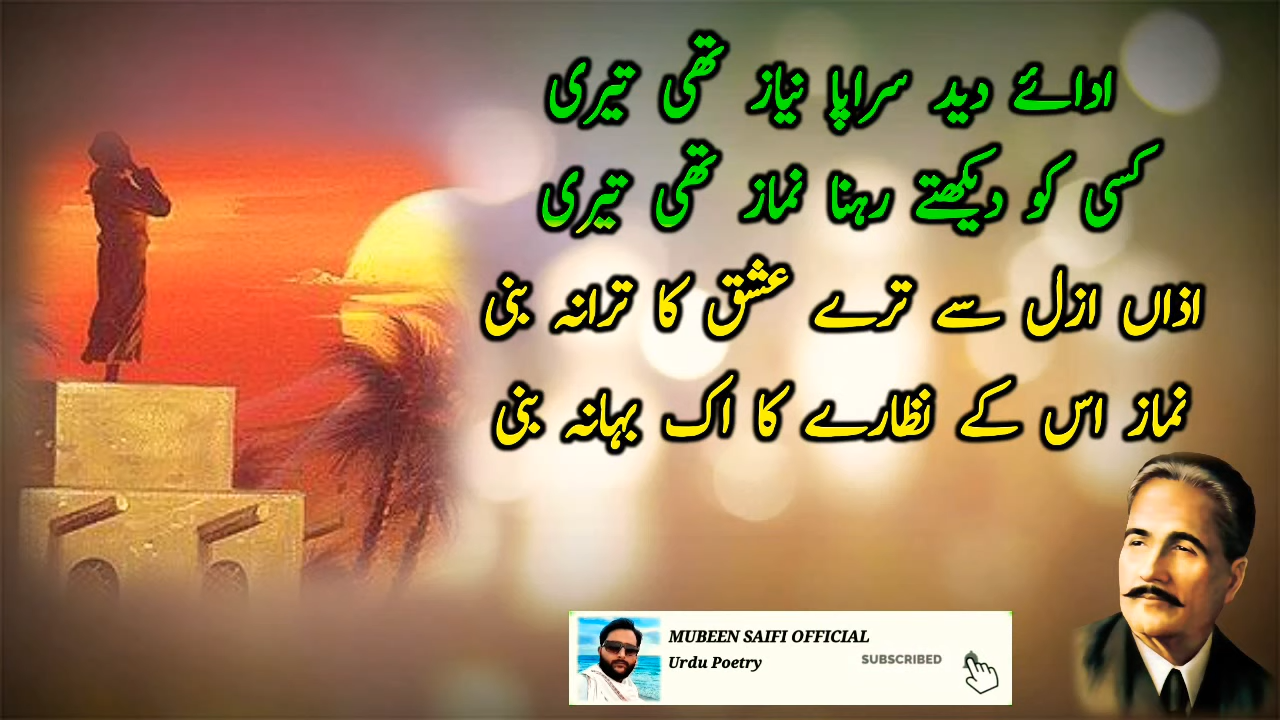 ادائے دید سراپا نیاز تھی تیری
کسی کو دیکھتے رہنا نماز تھی تیری
اذاں ازل سے ترے عشق کا ترانہ بنی
نماز اس کے نظارے کا اک بہانہ بنی
MUBEEN SAIFI OFFICIAL
Urdu Poetry
SUBSCRIBED